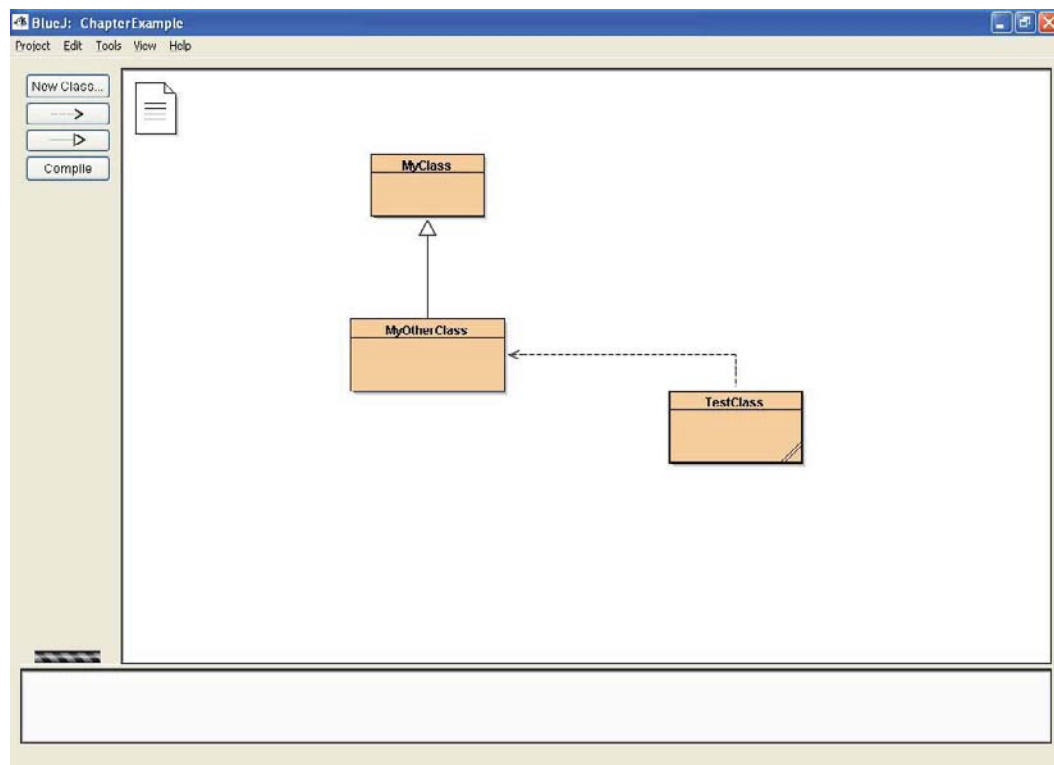 BlueJ: ChapterExample
Project Edit Tools View Help
New Class...
Compile
MyClass
MyOtherClass
TestClass